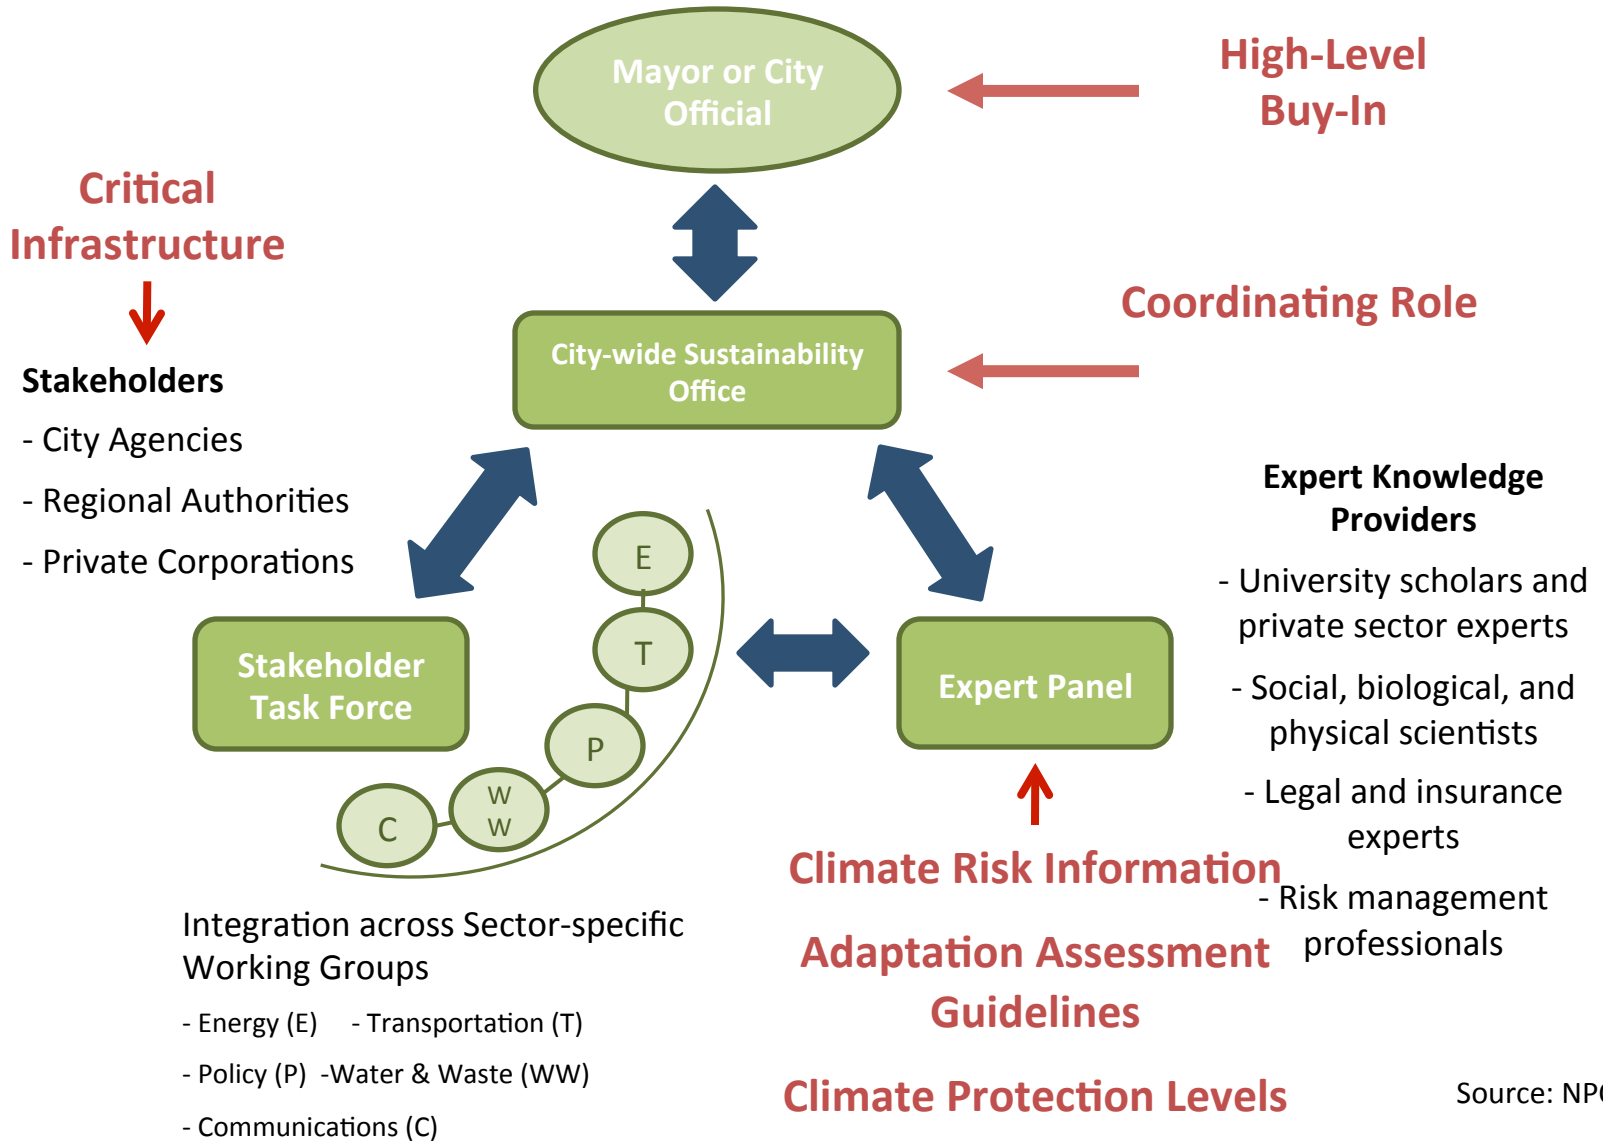 Mayor or City
Official
High-Level
Buy-In
Critical
Infrastructure
Coordinating Role
City-wide Sustainability
Office
Stakeholders
- City Agencies
- Regional Authorities
- Private Corporations
Expert Knowledge
Providers
- University scholars and
private sector experts
- Social, biological, and
physical scientists
- Legal and insurance
experts
- Risk management
professionals
E
T
P
W
W
C
Stakeholder
Task Force
Expert Panel
Climate Risk Information
Adaptation Assessment
Guidelines
Climate Protection Levels
Integration across Sector-specific
Working Groups
- Energy (E) - Transportation (T)
- Policy (P) -Water & Waste (WW)
- Communications (C)
Source: